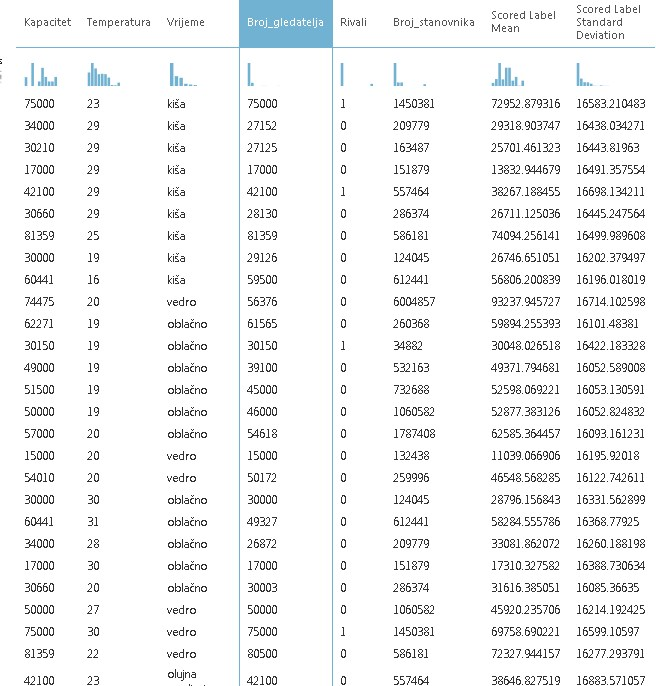 Kapacitet Temperatura Vrijeme Broj_gledatelja Rivali Broj_stanovnika Scored Label Mean Scored Label Standard Deviation
75000 23 kiša 75000 1 1450381 72952.879316 16583.210483
34000 29 kiša 27152 0 209779 29318.903747 16438.034271
30210 29 kiša 27125 0 163487 25701.461323 16443.81963
17000 29 kiša 17000 0 151879 13832.944679 16491.357554
42100 29 kiša 42100 1 557464 38267.188455 16698.134211
30660 29 kiša 28130 0 286374 26711.125036 16445.247564
81359 25 kiša 81359 0 586181 74094.256141 16499.989608
30000 19 kiša 29126 0 124045 26746.651051 16202.379497
60441 16 kiša 59500 0 612441 56806.200839 16196.018019
74475 20 vedro 56376 0 6004857 93237.945727 16714.102598
62271 19 oblačno 61565 0 260368 59894.255393 16101.48381
30150 19 oblačno 30150 1 34882 30048.026518 16422.183328
49000 19 oblačno 39100 0 532163 49371.794681 16052.589008
51500 19 oblačno 45000 0 732688 52598.069221 16053.130591
50000 19 oblačno 46000 0 1060582 52877.383126 16052.824832
57000 20 oblačno 54618 0 1787408 62585.364457 16093.161231
15000 20 vedro 15000 0 132438 11039.066906 16195.92018
54010 20 vedro 50172 0 259996 46548.568285 16122.742611
30000 30 oblačno 30000 0 124045 28796.156843 16331.562899
60441 31 oblačno 49327 0 612441 58284.555786 16368.77925
34000 28 oblačno 26872 0 209779 33081.862072 16260.188198
17000 30 oblačno 17000 0 151879 17310.327582 16388.730634
30660 20 oblačno 30003 0 286374 31616.385051 16085.36635
50000 27 vedro 50000 0 1060582 45920.235706 16214.192425
75000 30 vedro 75000 1 1450381 69758.690221 16599.10597
81359 22 vedro 80500 0 586181 72327.944157 16277.293791
42100 23 olujna 42100 0 557464 38646.827519 16883.571057